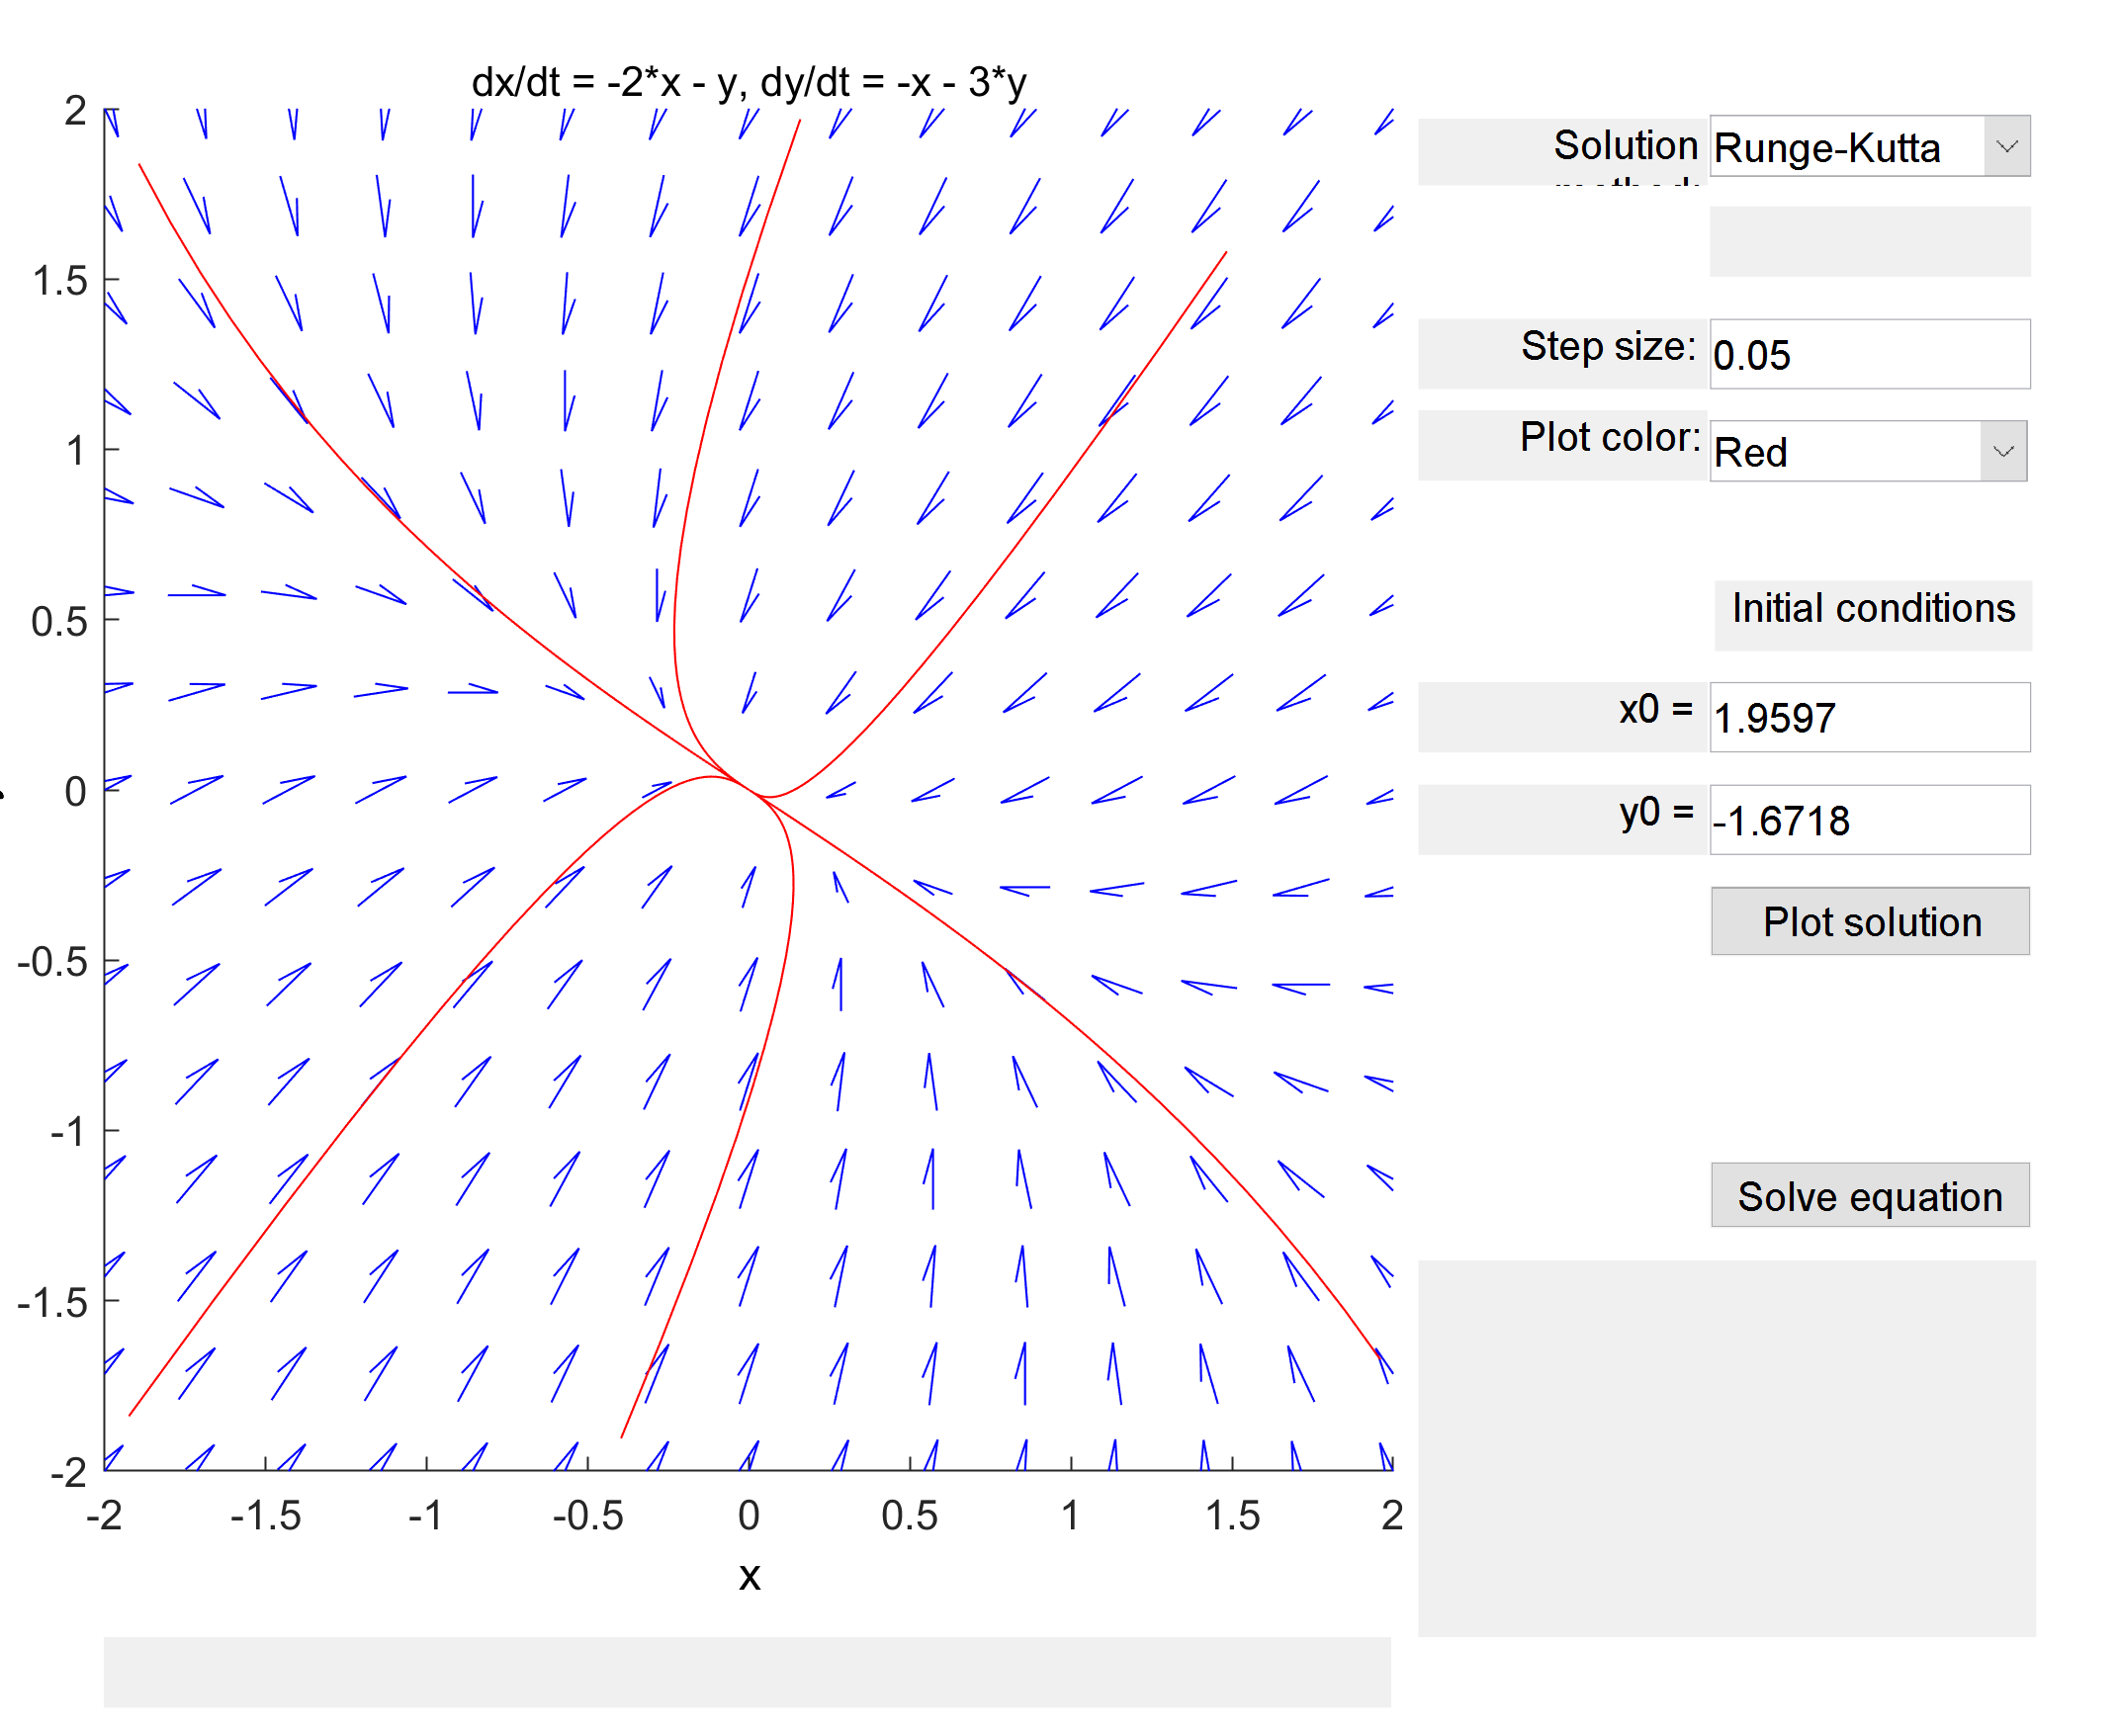 dx/dt = -2*x - y, dy/dt = -x - 3*y
2
1.5
1
0.5
0
-0.5
-1
-1.5
-2
-2 -1.5 -1 -0.5 0 0.5 1 1.5 2
x
Solution
Runge-Kutta
Step size: 0.05
Plot color: Red
Initial conditions
x0 = 1.9597
y0 = -1.6718
Plot solution
Solve equation